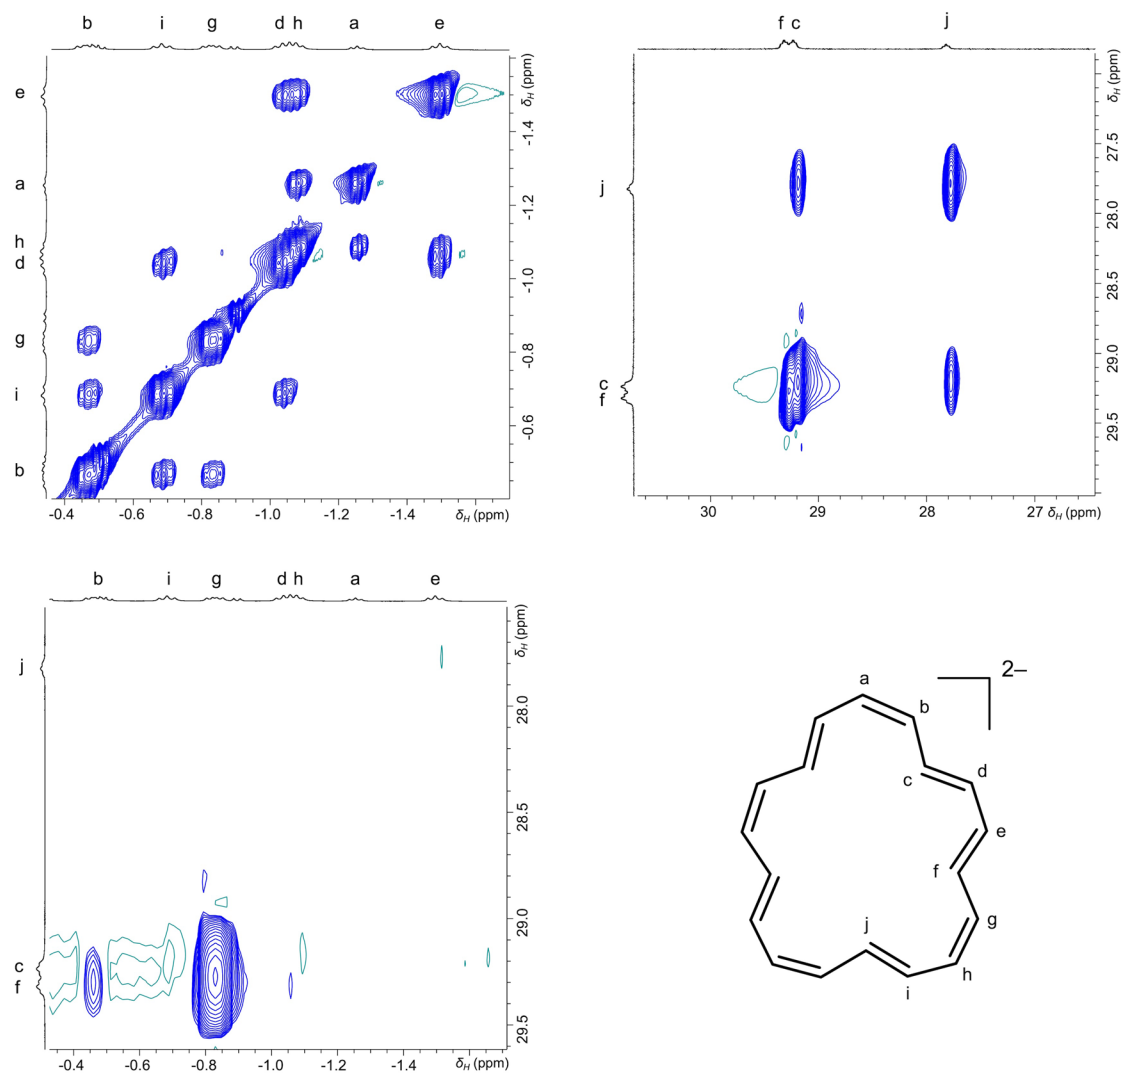 b i g d h a e
e
a
h
d
g
i
b
-1.4
-1.2
-1.0
-0.8
-0.6
δH (ppm)
-0.4 -0.6 -0.8 -1.0 -1.2 -1.4 δH (ppm)
f c j
j
c
f
δH (ppm)
27.5
28.0
28.5
29.0
29.5
30 29 28 27 δH (ppm)
b i g d h a e
j
c
f
δH (ppm)
28.0
28.5
29.0
29.5
-0.4 -0.6 -0.8 -1.0 -1.2 -1.4 δH (ppm)
2–
a
b
c
d
e
f
g
j
h
i